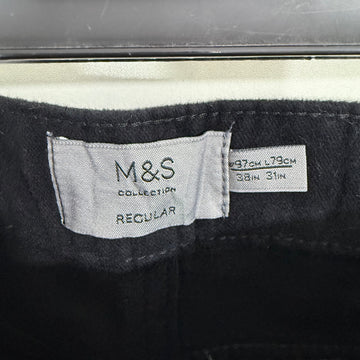 M&S
COLLECTION
REGULAR
W97CM L79CM
38IN 31IN